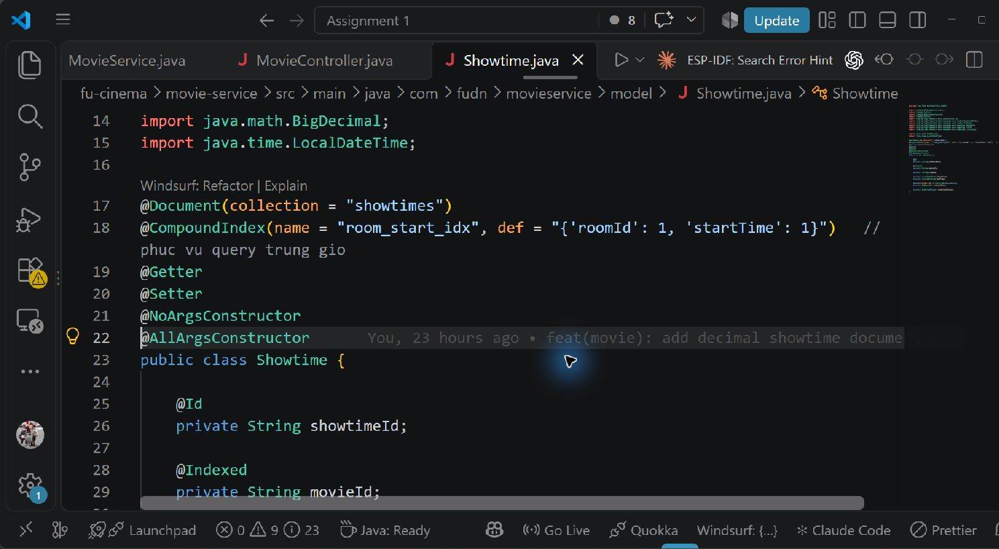 Assignment 1
8
Update
MovieService.java
MovieController.java
Showtime.java
ESP-IDF: Search Error Hint
fu-cinema > movie-service > src > main > java > com > fudn > movieservice > model > Showtime.java > Showtime
14 import java.math.BigDecimal;
15 import java.time.LocalDateTime;
16
Windsurf: Refactor | Explain
17 @Document(collection = "showtimes")
18 @CompoundIndex(name = "room_start_idx", def = "{'roomId': 1, 'startTime': 1}") //
phuc vu query trung gio
19 @Getter
20 @Setter
21 @NoArgsConstructor
22 @AllArgsConstructor You, 23 hours ago • feat(movie): add decimal showtime docume
23 public class Showtime {
24
25 @Id
26 private String showtimeId;
27
28 @Indexed
29 private String movieId;
1
Launchpad 0 9 23 Java: Ready Go Live Quokka Windsurf: {...} Claude Code Prettier